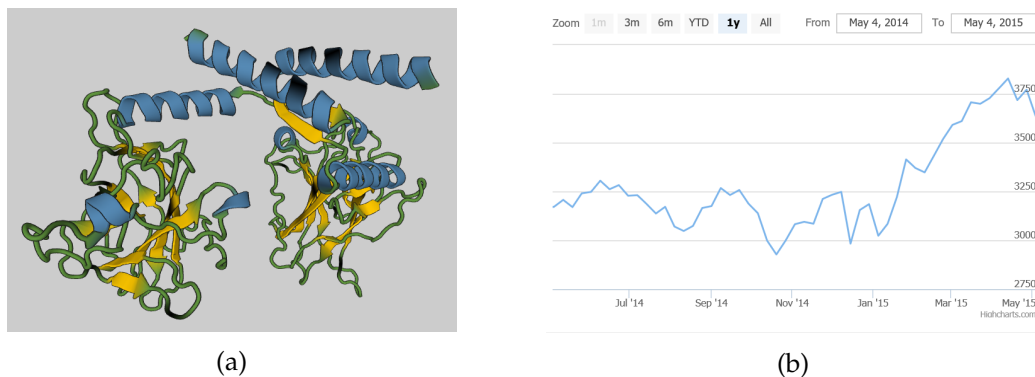 Zoom 1m 3m 6m YTD 1y All From May 4, 2014 To May 4, 2015
3750
3500
3250
3000
2750
Jul '14 Sep '14 Nov '14 Jan '15 Mar '15 May '15
Highcharts.com
(a) (b)